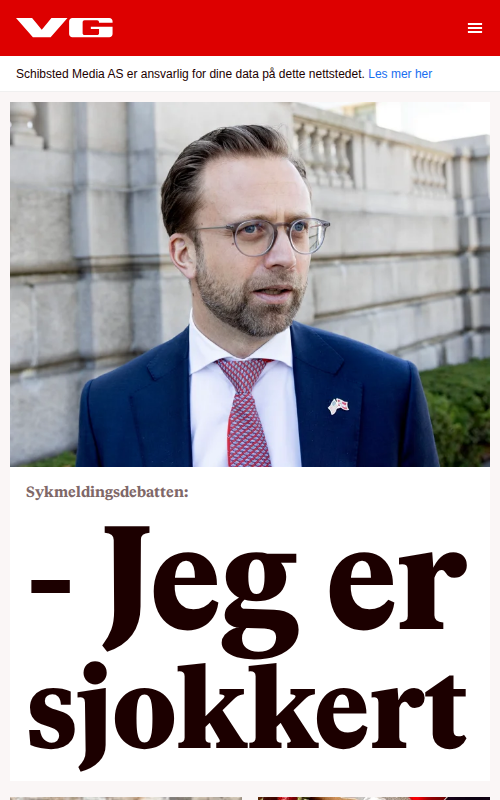 VG
Schibsted Media AS er ansvarlig for dine data på dette nettstedet. Les mer her
Sykmeldingsdebatten:
- Jeg er
sjokkert